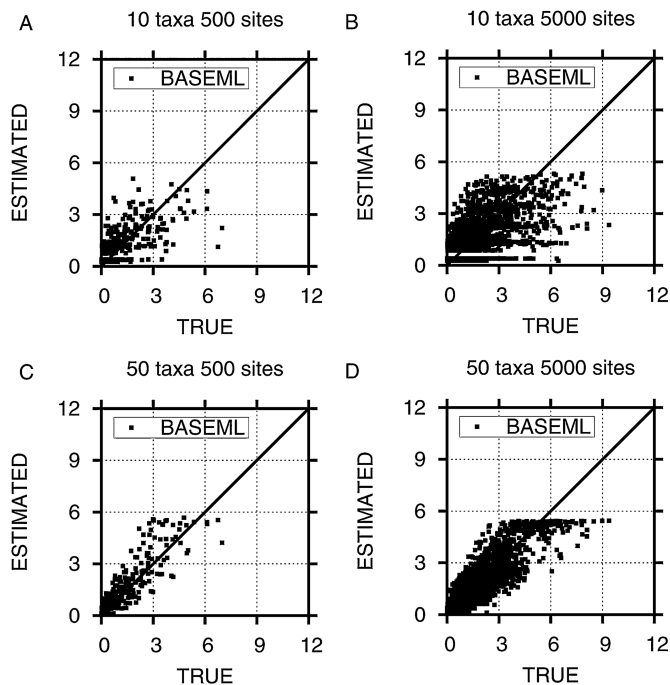 A
10 taxa 500 sites
12
9
6
3
0
ESTIMATED
BASEML
0 3 6 9 12
TRUE
B
10 taxa 5000 sites
12
9
6
3
0
ESTIMATED
BASEML
0 3 6 9 12
TRUE
C
50 taxa 500 sites
12
9
6
3
0
ESTIMATED
BASEML
0 3 6 9 12
TRUE
D
50 taxa 5000 sites
12
9
6
3
0
ESTIMATED
BASEML
0 3 6 9 12
TRUE